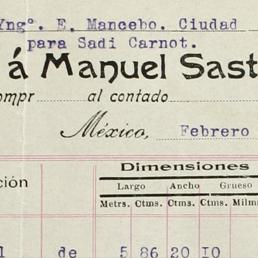 Yngº. E. Mancebo. Ciudad
para Sadi Carnot.
á Manuel Sast
ompr al contado
México, Febrero
Dimensiones
ción Largo Ancho Grueso
Metrs. Ctms. Ctms. Ctms. Milm
l de 5 86 20 10